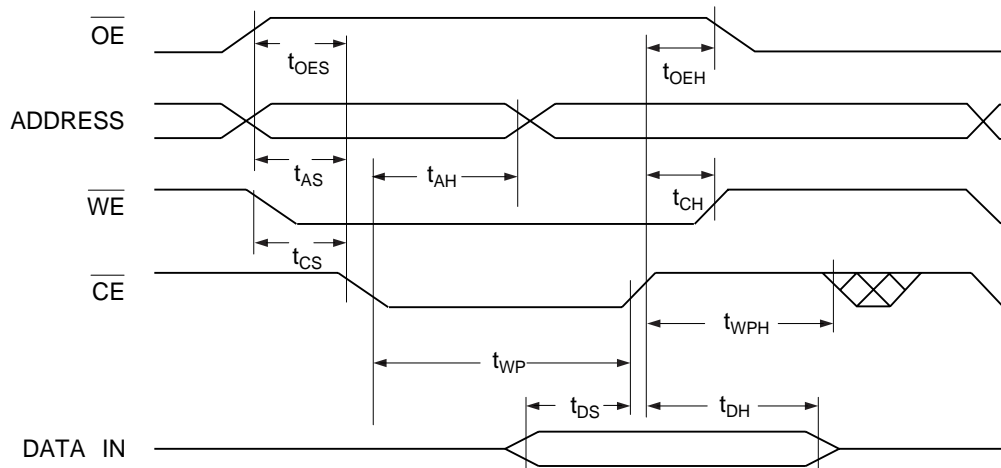 OE
tOES
tOEH
ADDRESS
tAS
tAH
WE
tCH
tCS
CE
tWPH
tWP
tDS
tDH
DATA IN